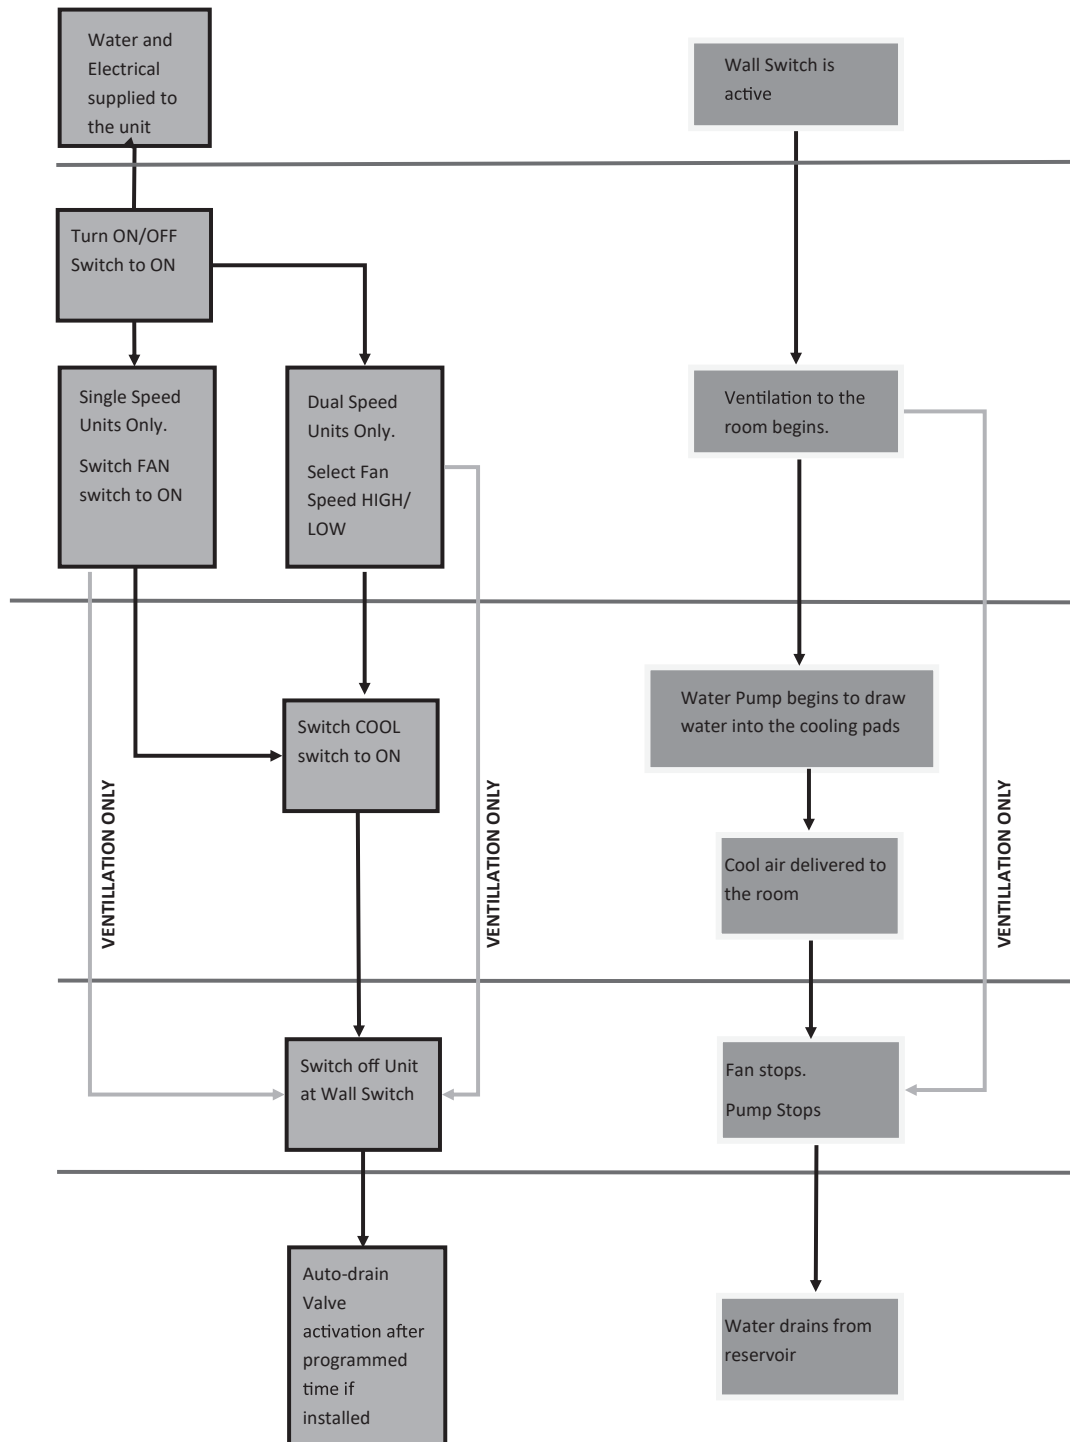 Water and
Electrical
supplied to
the unit
Wall Switch is
active
Turn ON/OFF
Switch to ON
Single Speed
Units Only.
Switch FAN
switch to ON
Dual Speed
Units Only.
Select Fan
Speed HIGH/
LOW
Ventilation to the
room begins.
Switch COOL
switch to ON
Water Pump begins to draw
water into the cooling pads
VENTILLATION ONLY
VENTILLATION ONLY
Cool air delivered to
the room
VENTILLATION ONLY
Switch off Unit
at Wall Switch
Fan stops.
Pump Stops
Auto-drain
Valve
activation after
programmed
time if
installed
Water drains from
reservoir